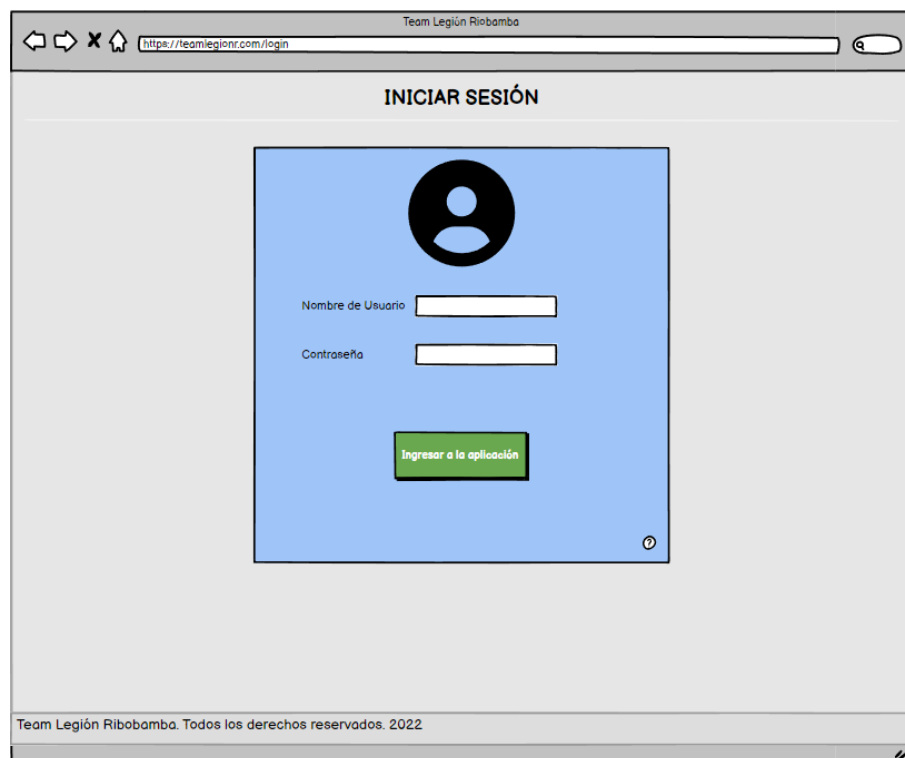 Team Legión Riobamba
https://teamlegionr.com/login
INICIAR SESIÓN
Nombre de Usuario
Contraseña
Ingresar a la aplicación
?
Team Legión Ribobamba. Todos los derechos reservados. 2022